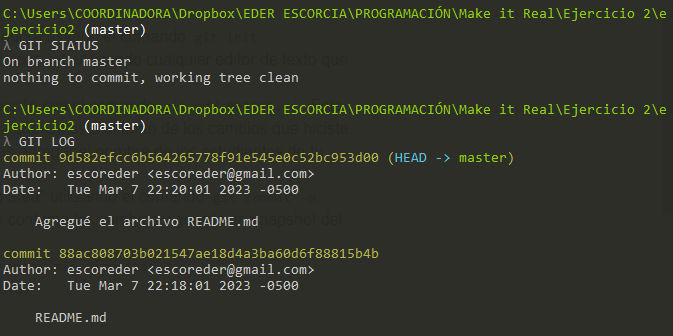 C:\Users\COORDINADORA\Dropbox\EDER ESCORCIA\PROGRAMACIÓN\Make it Real\Ejercicio 2\e
jercicio2 (master)
λ GIT STATUS
On branch master
nothing to commit, working tree clean
C:\Users\COORDINADORA\Dropbox\EDER ESCORCIA\PROGRAMACIÓN\Make it Real\Ejercicio 2\e
jercicio2 (master)
λ GIT LOG
commit 9d582efcc6b564265778f91e545e0c52bc953d00 (HEAD -> master)
Author: escoreder <escoreder@gmail.com>
Date:   Tue Mar 7 22:20:01 2023 -0500
Agregué el archivo README.md
commit 88ac808703b021547ae18d4a3ba60d6f88815b4b
Author: escoreder <escoreder@gmail.com>
Date:   Tue Mar 7 22:18:01 2023 -0500
README.md